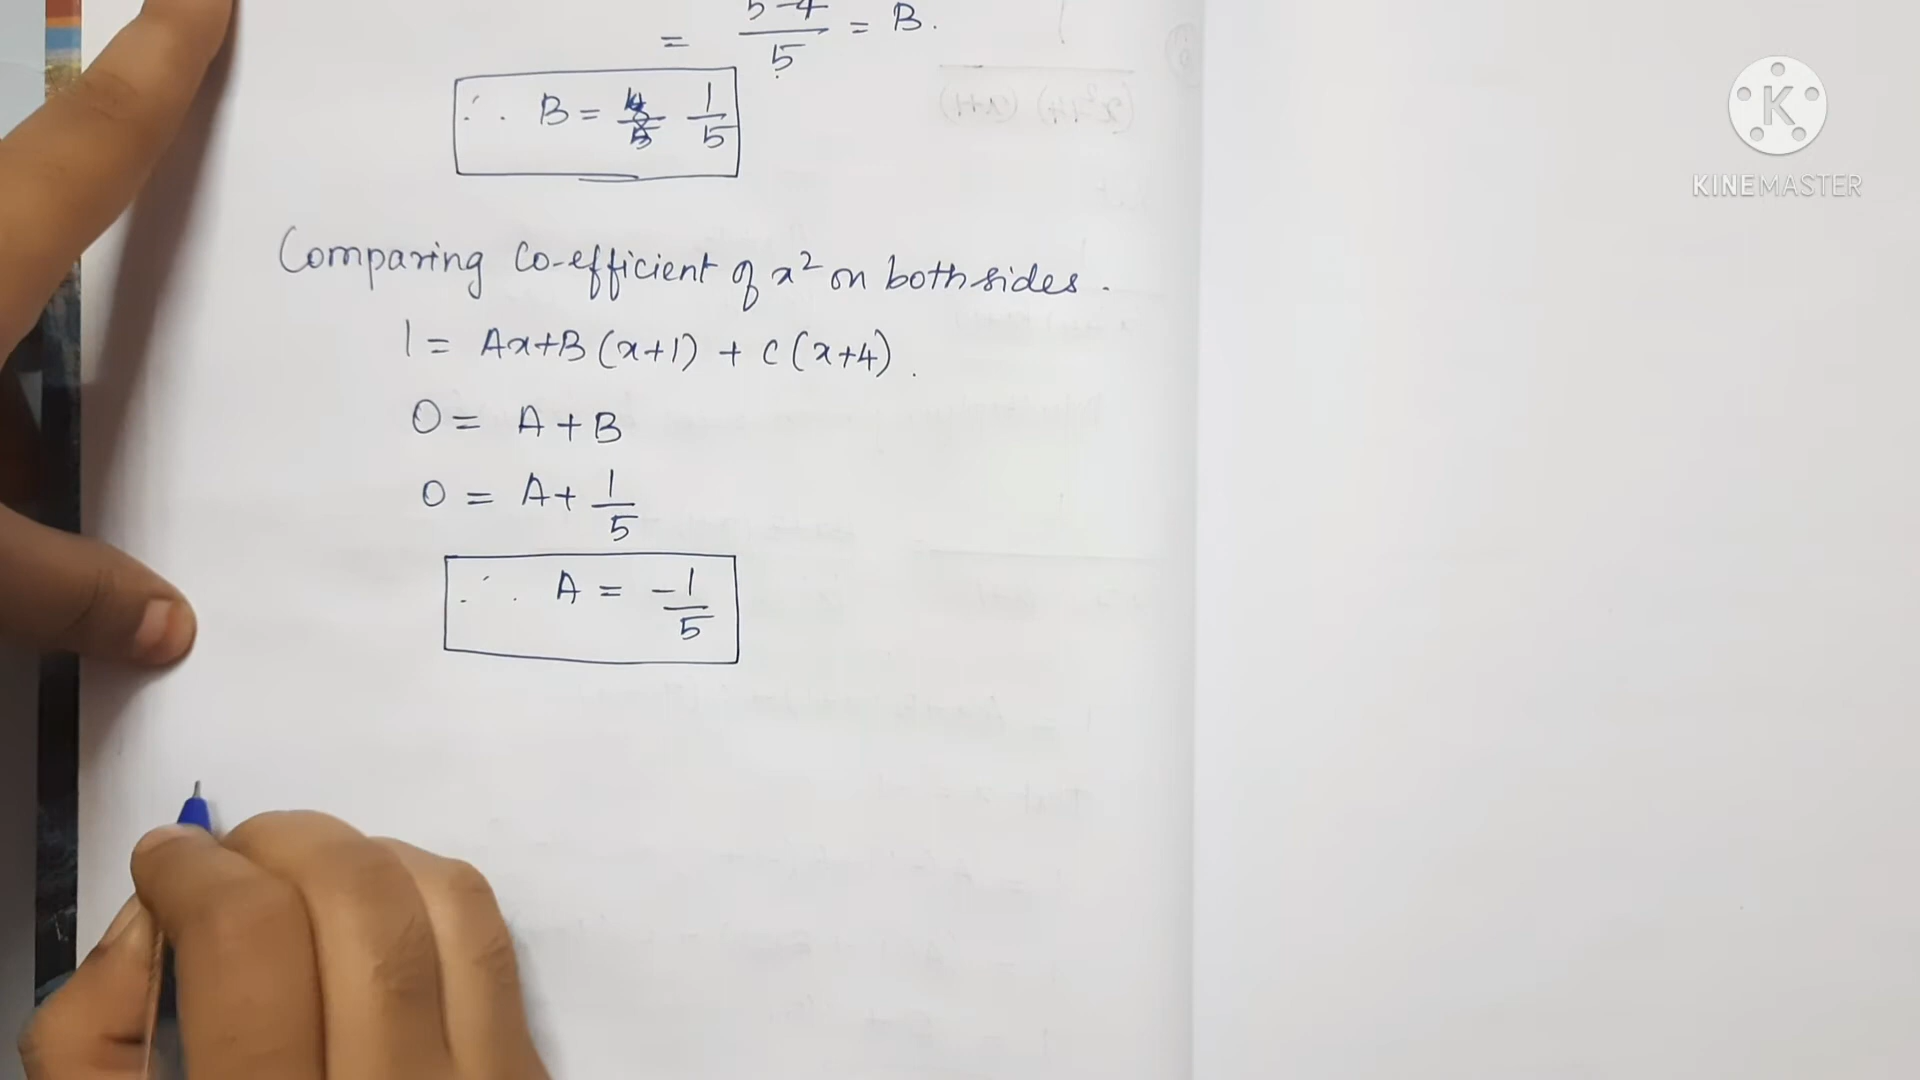 = 5-4/5 = B.
∴ B = 1/5
Comparing Co-efficient of x² on both sides.
1 = Ax+B (x+1) + C (x+4).
0 = A + B
0 = A + 1/5
∴ A = -1/5
K
KINEMASTER